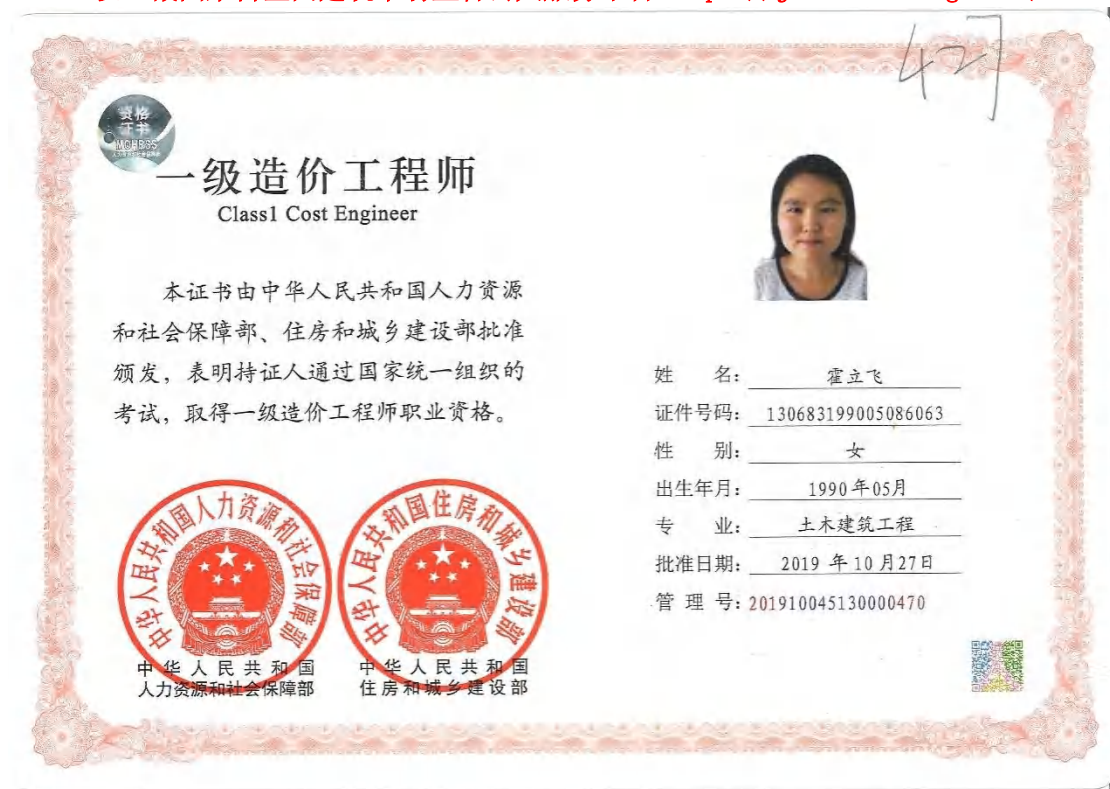 427
资格
证书
MOHRSS
一级造价工程师
Class1 Cost Engineer
本证书由中华人民共和国人力资源
和社会保障部、住房和城乡建设部批准
颁发，表明持证人通过国家统一组织的
考试，取得一级造价工程师职业资格。
中华人民共和国人力资源和社会保障部
中华人民共和国住房和城乡建设部
中华人民共和国
人力资源和社会保障部
中华人民共和国
住房和城乡建设部
姓 名： 霍立飞
证件号码： 130683199005086063
性 别： 女
出生年月： 1990年05月
专 业： 土木建筑工程
批准日期： 2019 年 10 月 27 日
管 理 号： 201910045130000470